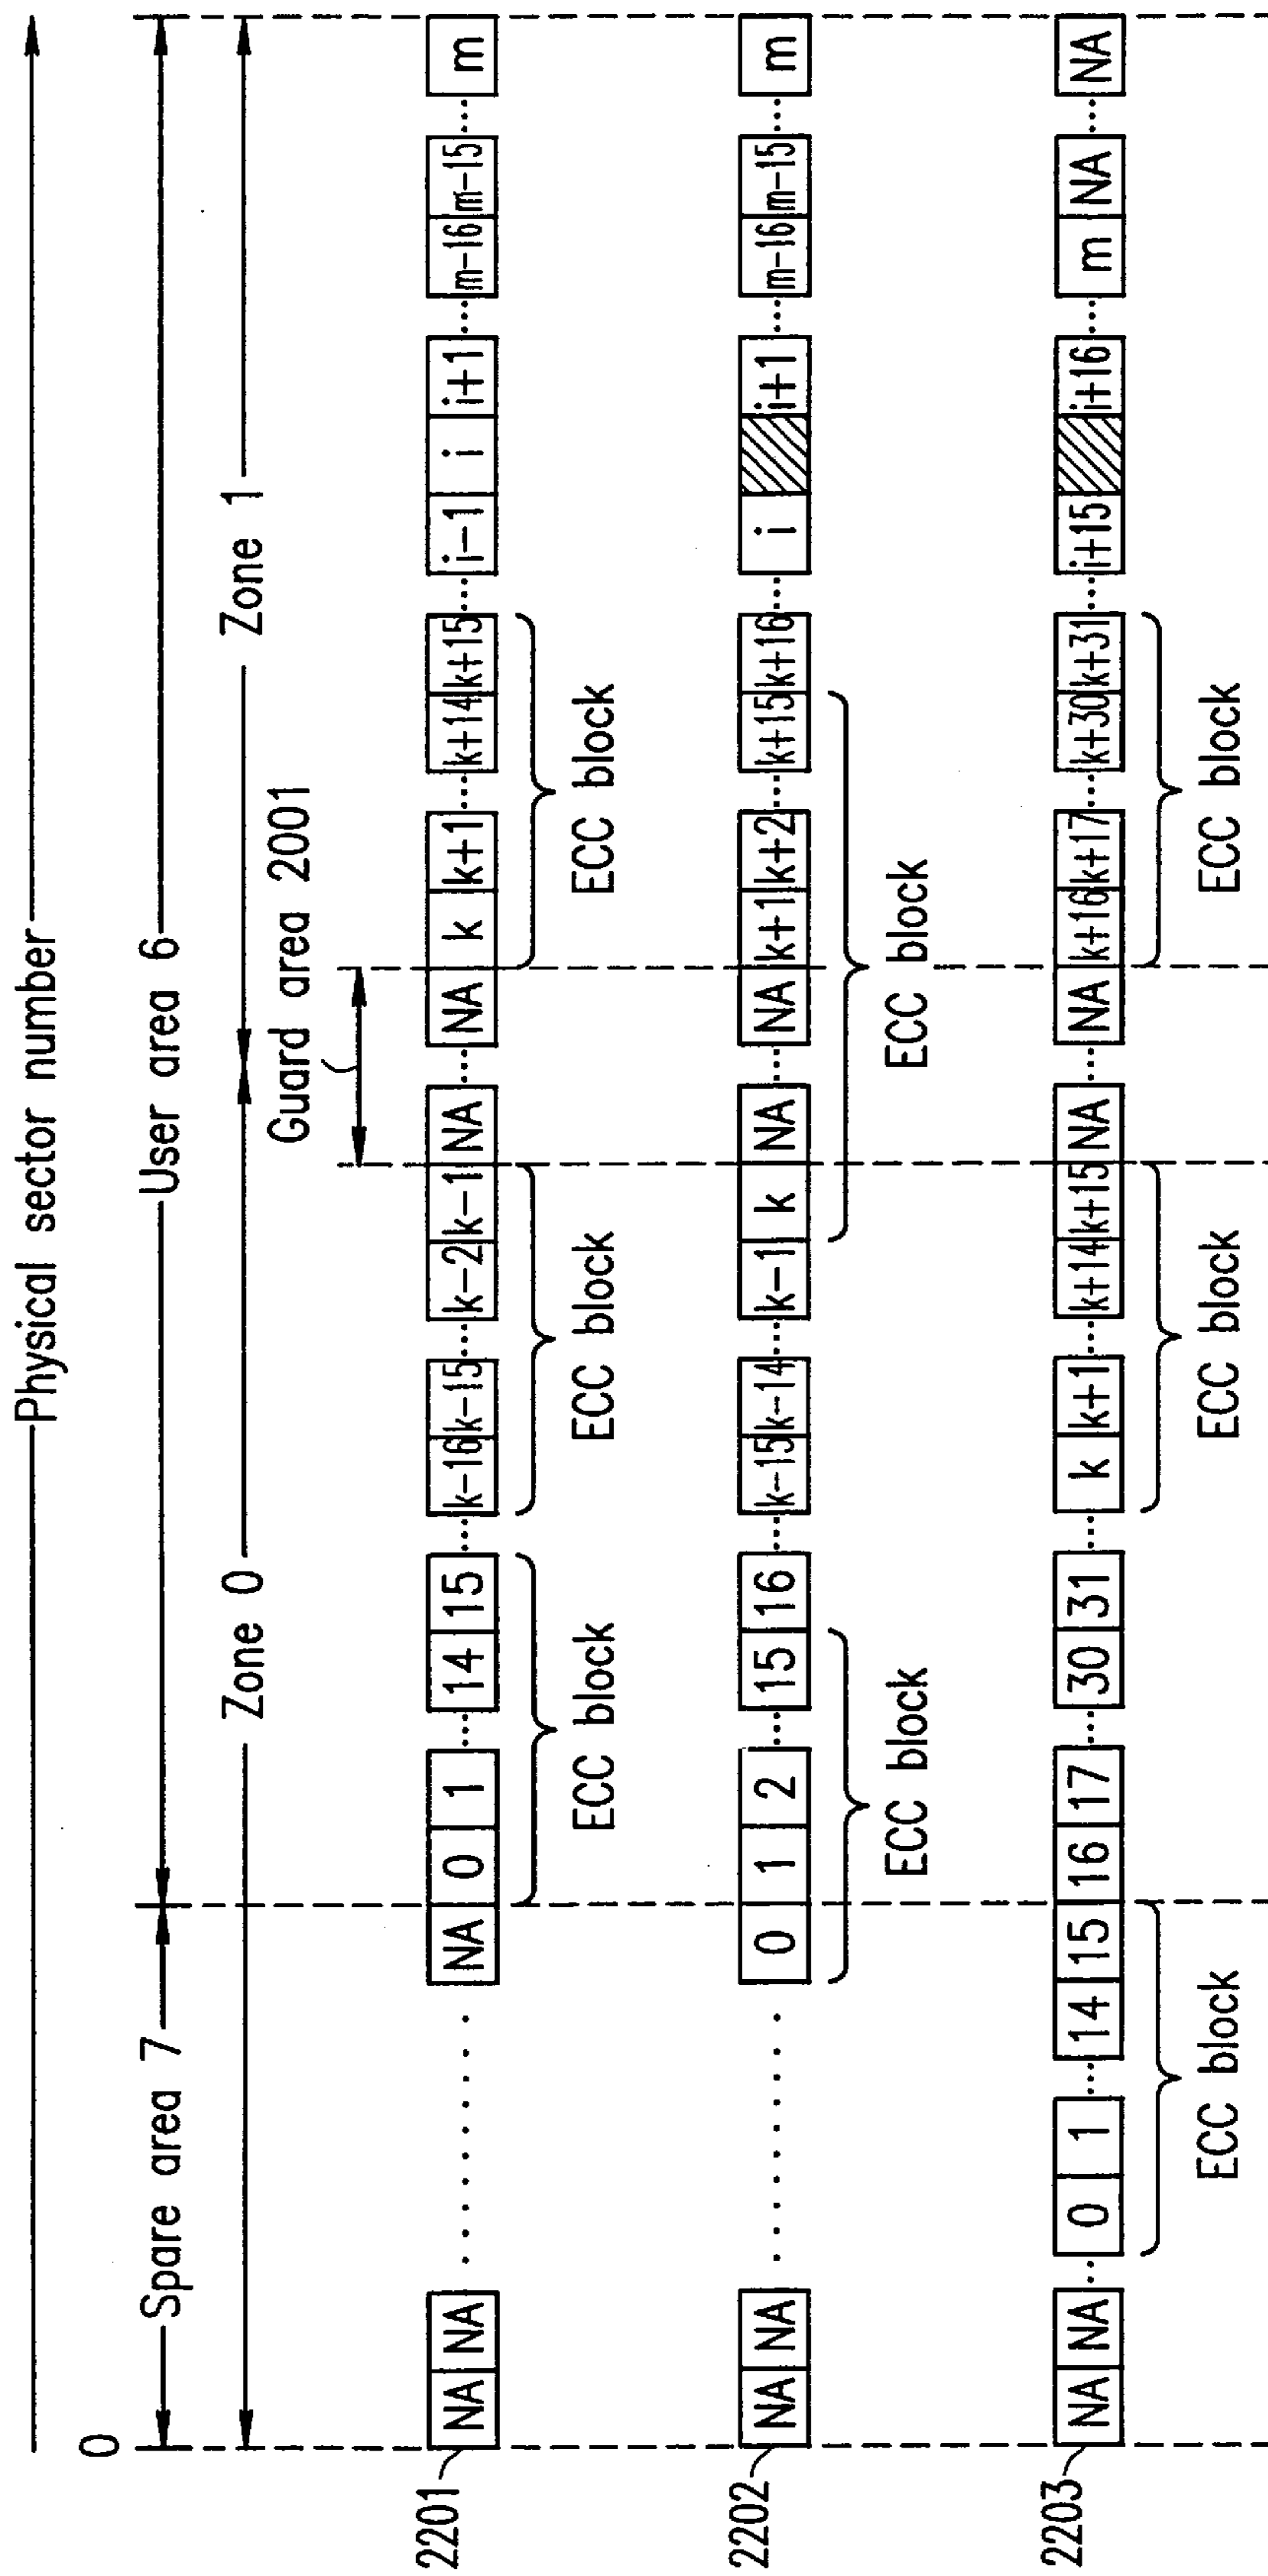 Physical sector number
0
Spare area 7 User area 6
Zone 0 Zone 1
Guard area 2001
2201 NA NA ........ NA 0 1 ... 14 15 ... k-16 k-15 ... k-2 k-1 NA ... NA k k+1 ... k+14 k+15 ... i-1 i i+1 ... m-16 m-15 ... m
ECC block ECC block ECC block
2202 NA NA ........ 0 1 2 ... 15 16 ... k-15 k-14 ... k-1 k NA ... NA k+1 k+2 ... k+15 k+16 ... i i+1 ... m-16 m-15 ... m
ECC block ECC block
2203 NA NA ... 0 1 ... 14 15 16 17 ... 30 31 ... k k+1 ... k+14 k+15 NA ... NA k+16 k+17 ... k+30 k+31 ... i+15 i+16 ... m NA ... NA
ECC block ECC block ECC block